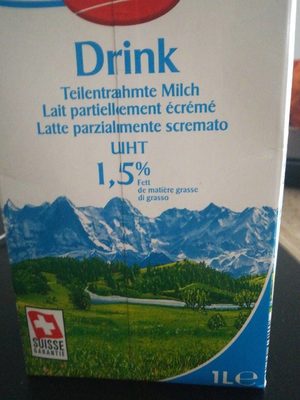 Drink
Teilentrahmte Milch
Lait partiellement écrémé
Latte parzialmente scremato
UHT
1,5%
Fett
de matière grasse
di grasso
SUISSE
GARANTIE
1L℮